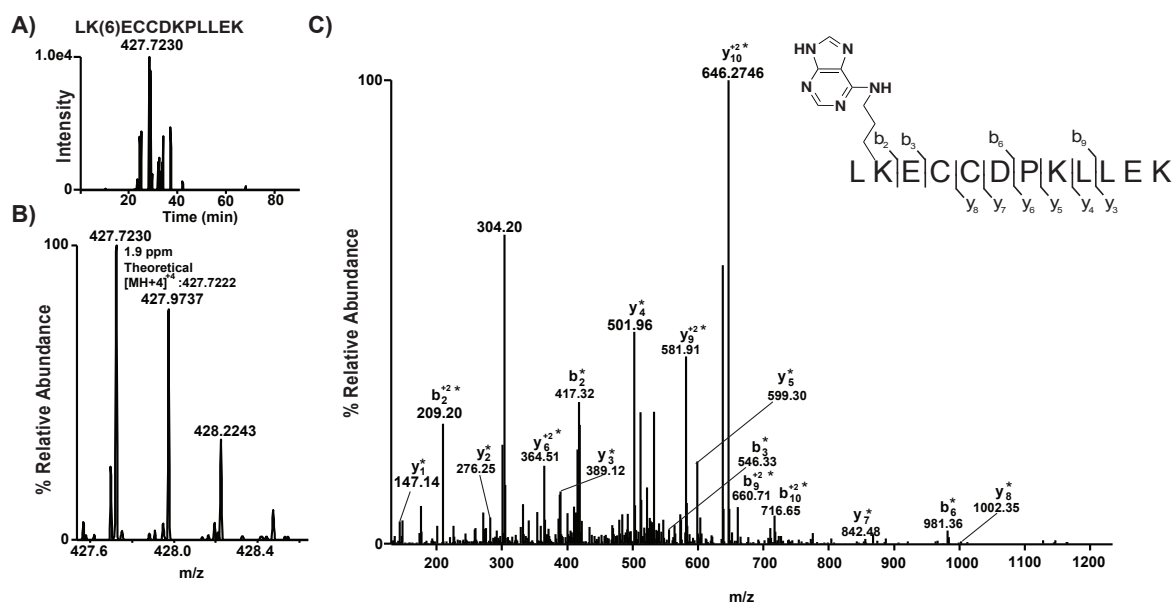 A)
LK(6)ECCDKPLLEK
427.7230
1.0e4
Intensity
0
20 40 60 80
Time (min)
B)
427.7230
100
1.9 ppm
Theoretical
[MH+4]+4 :427.7222
427.9737
428.2243
% Relative Abundance
0
427.6 428.0 428.4
m/z
C)
100
% Relative Abundance
0
y10+2*
646.2746
304.20
y4*
501.96
y9+2*
581.91
b2*
417.32
b2+2*
209.20
y5*
599.30
y6+2*
364.51
y3*
389.12
y2*
276.25
y1*
147.14
b3*
546.33
b9+2*
660.71
b10+2*
716.65
y7*
842.48
b6*
981.36
y8*
1002.35
200 300 400 500 600 700 800 900 1000 1100 1200
m/z
HN N
N N NH
b2 b3 b6 b9
LKECCDPKLLEK
y8 y7 y6 y5 y4 y3